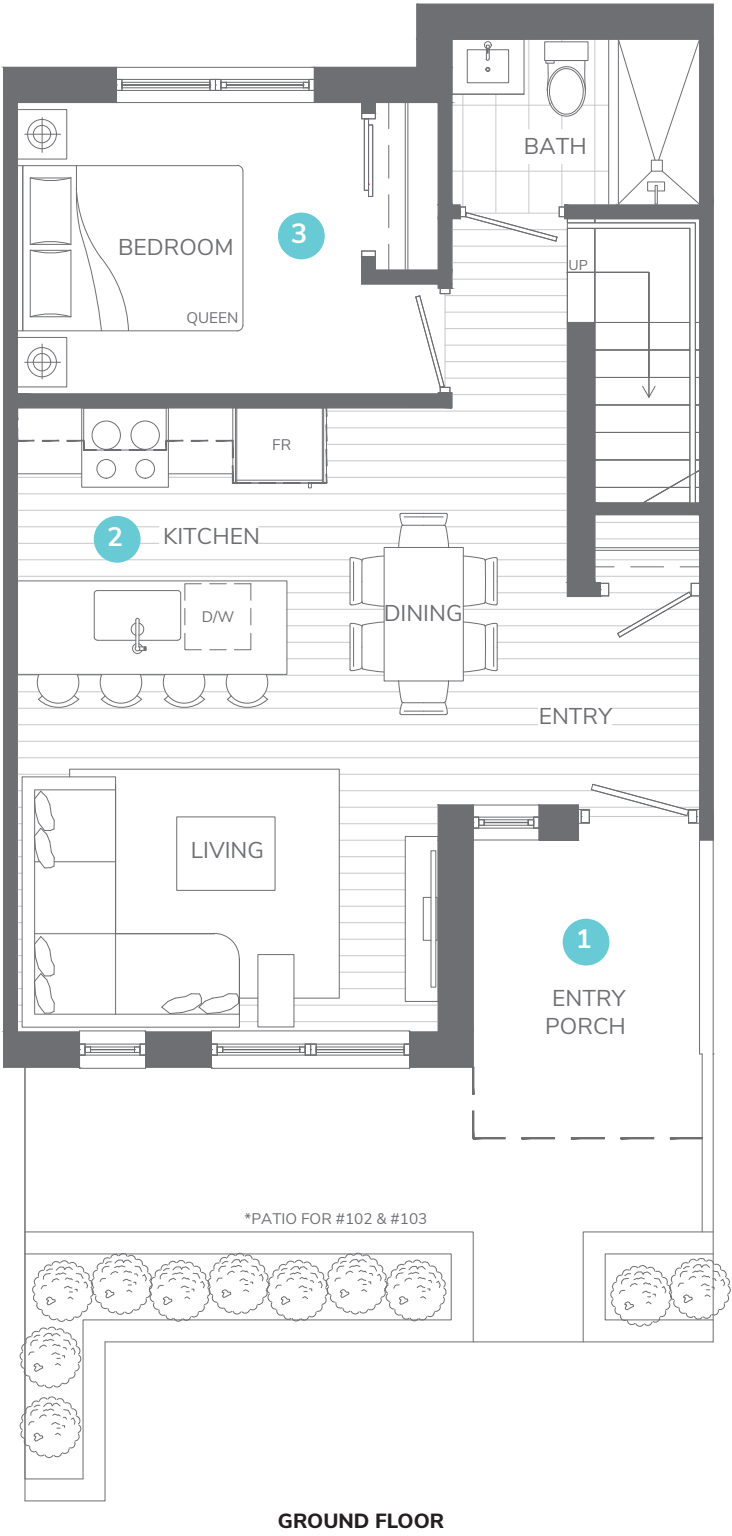 BATH
3
BEDROOM
UP
QUEEN
FR
2
KITCHEN
D/W
DINING
ENTRY
LIVING
1
ENTRY
PORCH
*PATIO FOR #102 & #103
GROUND FLOOR